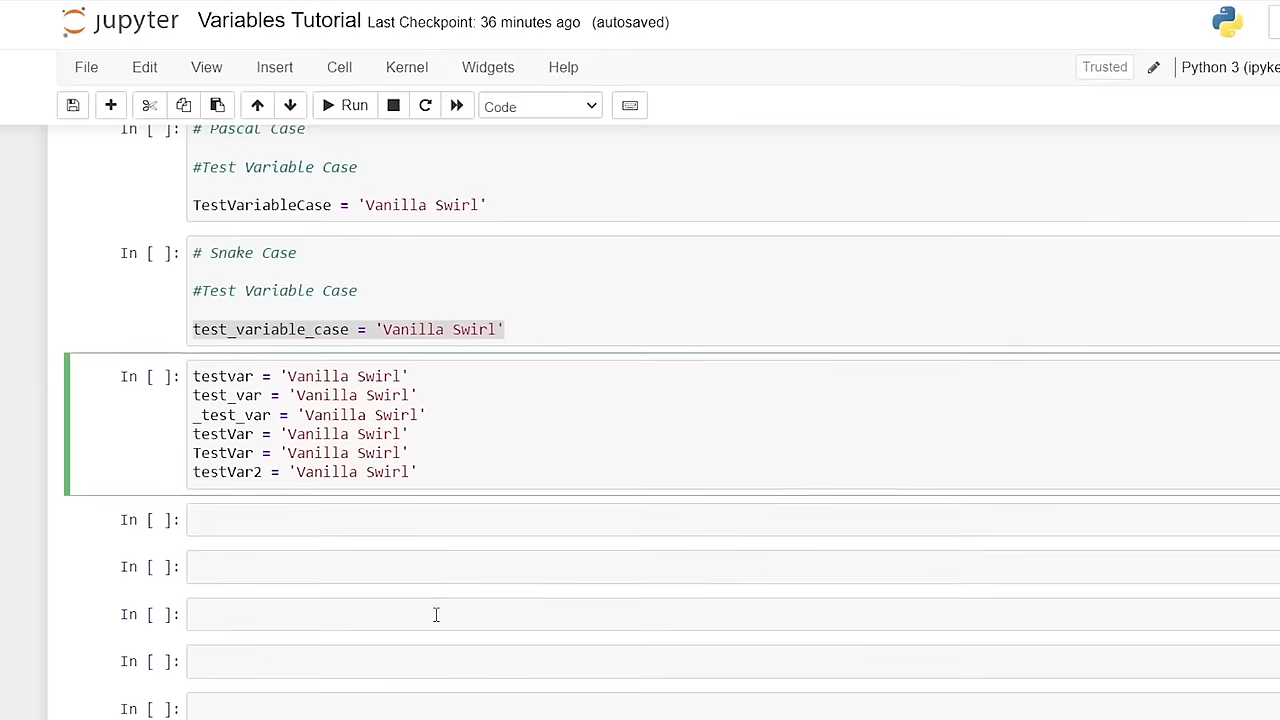 jupyter Variables Tutorial Last Checkpoint: 36 minutes ago (autosaved)
File Edit View Insert Cell Kernel Widgets Help Trusted Python 3 (ipyke
Run Code
In [ ]: # Pascal Case
#Test Variable Case
TestVariableCase = 'Vanilla Swirl'
In [ ]: # Snake Case
#Test Variable Case
test_variable_case = 'Vanilla Swirl'
In [ ]: testvar = 'Vanilla Swirl'
test_var = 'Vanilla Swirl'
_test_var = 'Vanilla Swirl'
testVar = 'Vanilla Swirl'
TestVar = 'Vanilla Swirl'
testVar2 = 'Vanilla Swirl'
In [ ]:
In [ ]:
In [ ]:
In [ ]:
In [ ]: